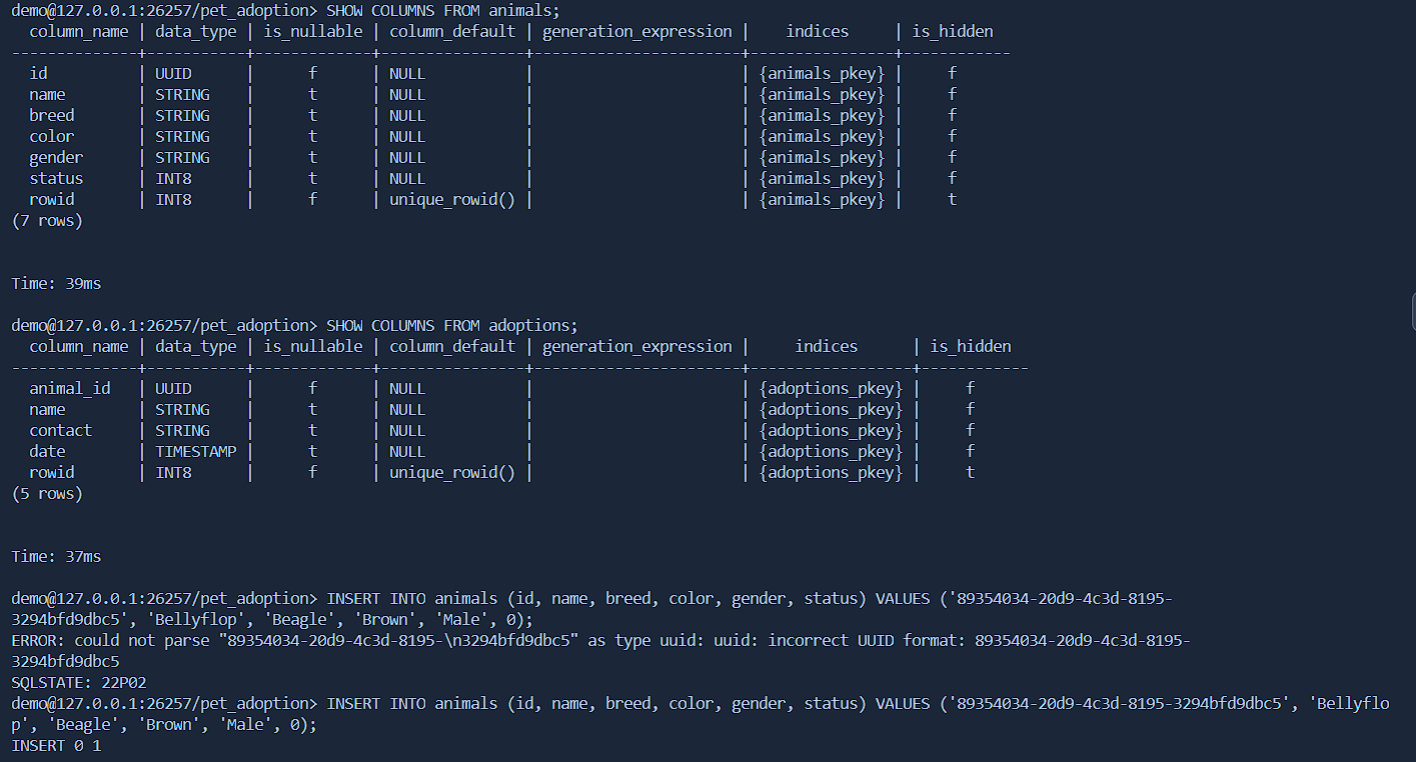 demo@127.0.0.1:26257/pet_adoption> SHOW COLUMNS FROM animals;
  column_name | data_type | is_nullable | column_default | generation_expression |    indices     | is_hidden
--------------+-----------+-------------+----------------+-----------------------+----------------+------------
  id          | UUID      |      f      | NULL           |                       | {animals_pkey} |     f
  name        | STRING    |      t      | NULL           |                       | {animals_pkey} |     f
  breed       | STRING    |      t      | NULL           |                       | {animals_pkey} |     f
  color       | STRING    |      t      | NULL           |                       | {animals_pkey} |     f
  gender      | STRING    |      t      | NULL           |                       | {animals_pkey} |     f
  status      | INT8      |      t      | NULL           |                       | {animals_pkey} |     f
  rowid       | INT8      |      f      | unique_rowid() |                       | {animals_pkey} |     t
(7 rows)
Time: 39ms
demo@127.0.0.1:26257/pet_adoption> SHOW COLUMNS FROM adoptions;
  column_name | data_type | is_nullable | column_default | generation_expression |     indices      | is_hidden
--------------+-----------+-------------+----------------+-----------------------+------------------+------------
  animal_id   | UUID      |      f      | NULL           |                       | {adoptions_pkey} |     f
  name        | STRING    |      t      | NULL           |                       | {adoptions_pkey} |     f
  contact     | STRING    |      t      | NULL           |                       | {adoptions_pkey} |     f
  date        | TIMESTAMP |      t      | NULL           |                       | {adoptions_pkey} |     f
  rowid       | INT8      |      f      | unique_rowid() |                       | {adoptions_pkey} |     t
(5 rows)
Time: 37ms
demo@127.0.0.1:26257/pet_adoption> INSERT INTO animals (id, name, breed, color, gender, status) VALUES ('89354034-20d9-4c3d-8195-
3294bfd9dbc5', 'Bellyflop', 'Beagle', 'Brown', 'Male', 0);
ERROR: could not parse "89354034-20d9-4c3d-8195-\n3294bfd9dbc5" as type uuid: uuid: incorrect UUID format: 89354034-20d9-4c3d-8195-
3294bfd9dbc5
SQLSTATE: 22P02
demo@127.0.0.1:26257/pet_adoption> INSERT INTO animals (id, name, breed, color, gender, status) VALUES ('89354034-20d9-4c3d-8195-3294bfd9dbc5', 'Bellyflo
p', 'Beagle', 'Brown', 'Male', 0);
INSERT 0 1